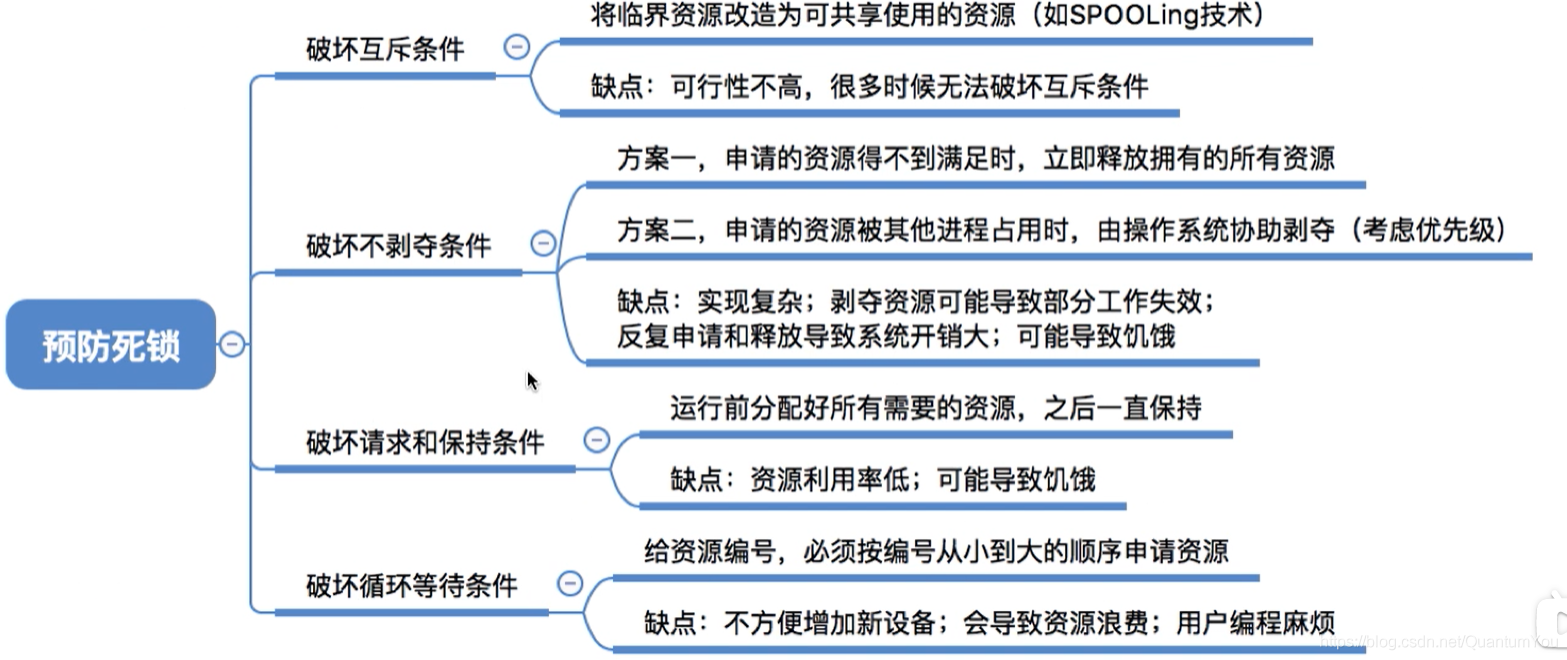 将临界资源改造为可共享使用的资源（如SPOOLing技术）
破坏互斥条件
缺点：可行性不高，很多时候无法破坏互斥条件
方案一，申请的资源得不到满足时，立即释放拥有的所有资源
破坏不剥夺条件
方案二，申请的资源被其他进程占用时，由操作系统协助剥夺（考虑优先级）
缺点：实现复杂；剥夺资源可能导致部分工作失效；
反复申请和释放导致系统开销大；可能导致饥饿
预防死锁
运行前分配好所有需要的资源，之后一直保持
破坏请求和保持条件
缺点：资源利用率低；可能导致饥饿
给资源编号，必须按编号从小到大的顺序申请资源
破坏循环等待条件
缺点：不方便增加新设备；会导致资源浪费；用户编程麻烦
https://blog.csdn.net/QuantumYou